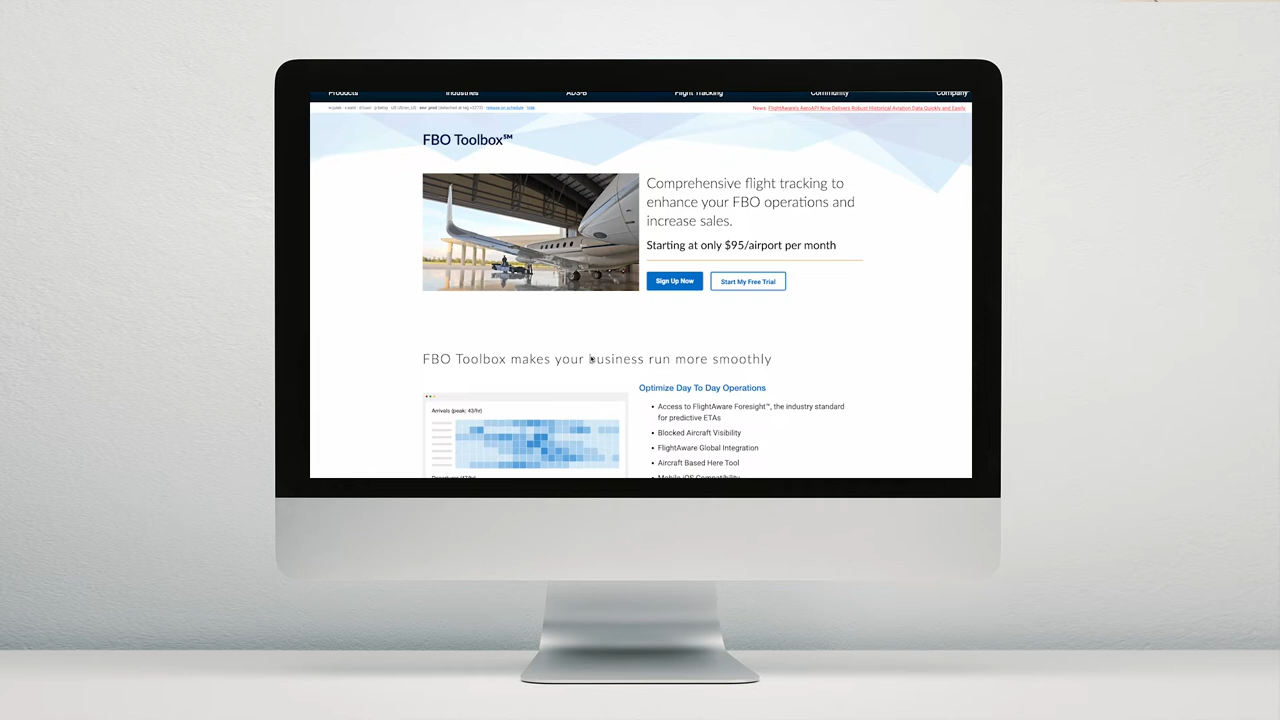 Products Industries ADS-B Flight Tracking Community Company
News: FlightAware's AeroAPI Now Delivers Robust Historical Aviation Data Quickly and Easily
FBO Toolbox℠
Comprehensive flight tracking to
enhance your FBO operations and
increase sales.
Starting at only $95/airport per month
Sign Up Now Start My Free Trial
FBO Toolbox makes your business run more smoothly
Optimize Day To Day Operations
• Access to FlightAware Foresight™, the industry standard
for predictive ETAs
Arrivals (peak: 43/hr)
• Blocked Aircraft Visibility
• FlightAware Global Integration
• Aircraft Based Here Tool
• Mobile iOS Compatibility